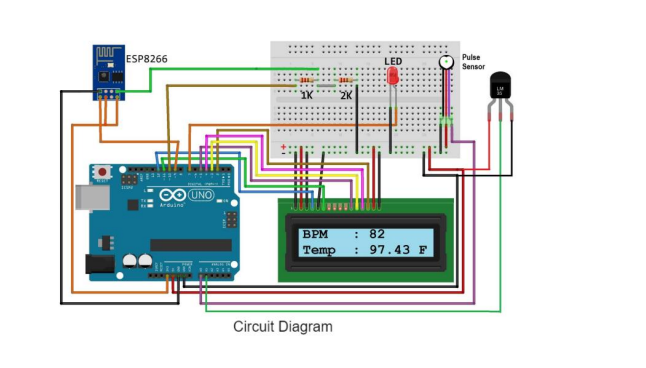 ESP8266
LED
Pulse
Sensor
1K
2K
LM
35
UNO
Arduino
BPM : 82
Temp : 97.43 F
Circuit Diagram